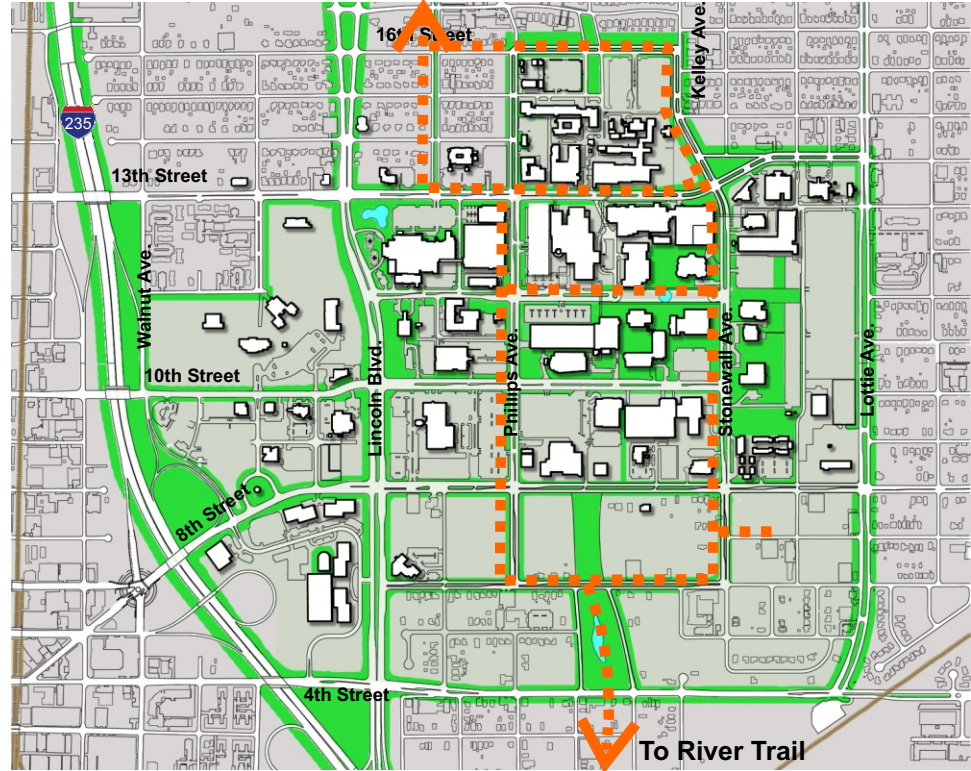 16th Street
Kelley Ave.
235
13th Street
Walnut Ave.
10th Street
Lincoln Blvd.
Phillips Ave.
Stonewall Ave.
Lottie Ave.
8th Street
4th Street
To River Trail